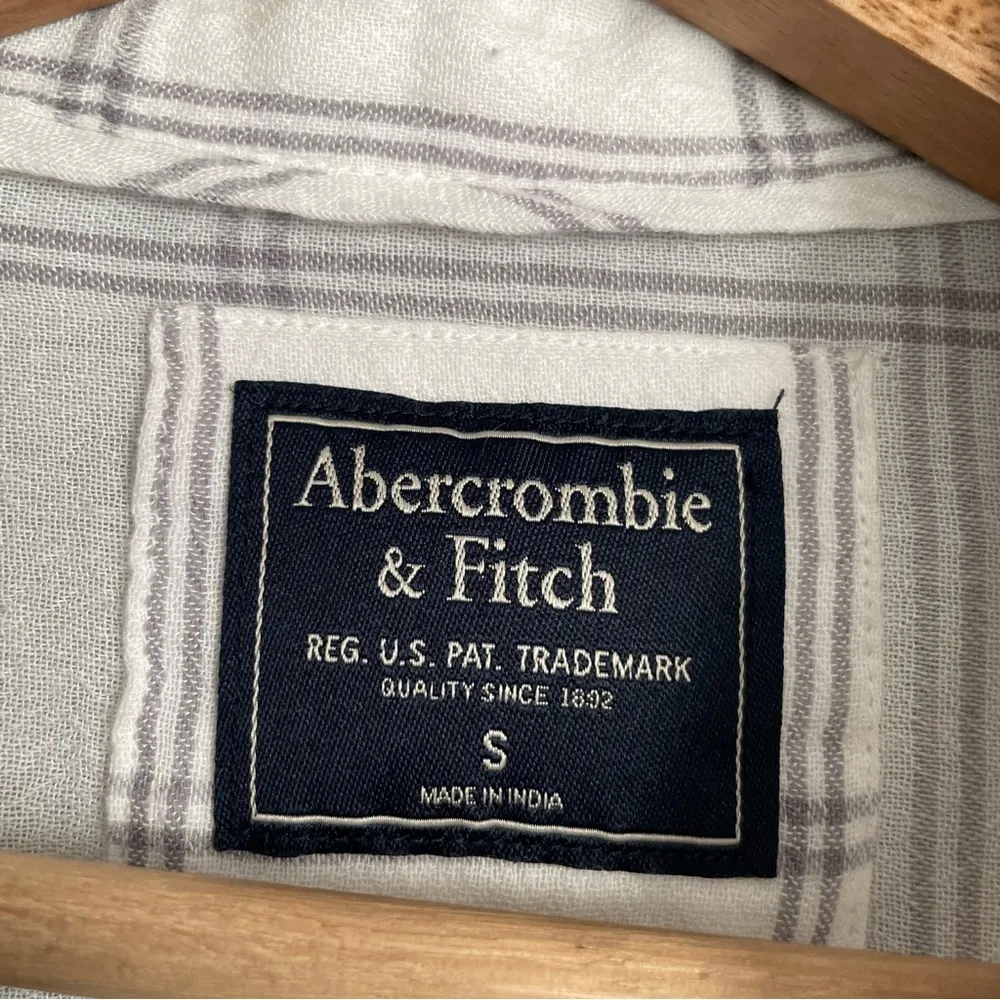 Abercrombie
& Fitch
REG. U.S. PAT. TRADEMARK
QUALITY SINCE 1892
S
MADE IN INDIA